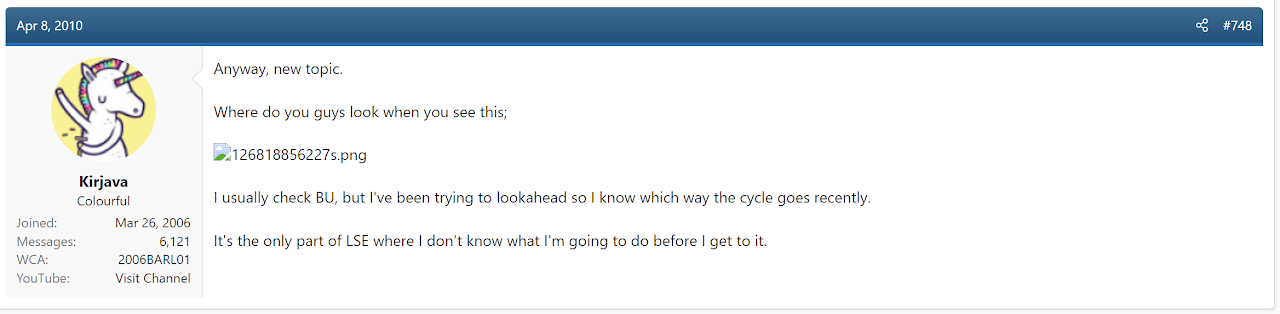 Apr 8, 2010
#748
Anyway, new topic.
Where do you guys look when you see this;
126818856227s.png
I usually check BU, but I've been trying to lookahead so I know which way the cycle goes recently.
It's the only part of LSE where I don't know what I'm going to do before I get to it.
Kirjava
Colourful
Joined: Mar 26, 2006
Messages: 6,121
WCA: 2006BARL01
YouTube: Visit Channel